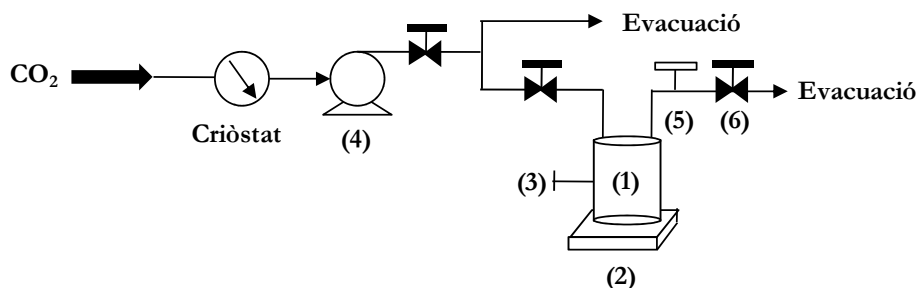 Evacuació
CO2
Criòstat
(4)
(5)
(6)
Evacuació
(3)
(1)
(2)